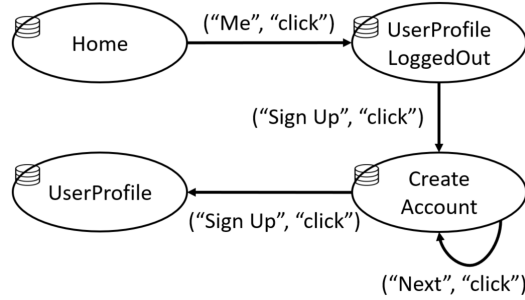 Home
(“Me”, “click”)
UserProfile
LoggedOut
(“Sign Up”, “click”)
UserProfile
(“Sign Up”, “click”)
Create
Account
(“Next”, “click”)